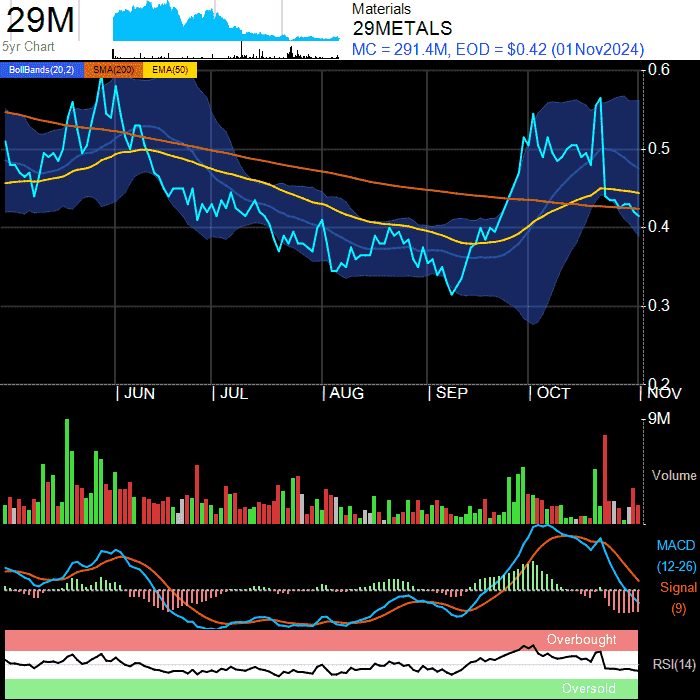 29M
5yr Chart
Materials
29METALS
MC = 291.4M, EOD = $0.42 (01Nov2024)
BollBands(20,2) SMA(200) EMA(50)
0.6
0.5
0.4
0.3
0.2
JUN JUL AUG SEP OCT NOV
9M
Volume
MACD
(12-26)
Signal
(9)
Overbought
RSI(14)
Oversold